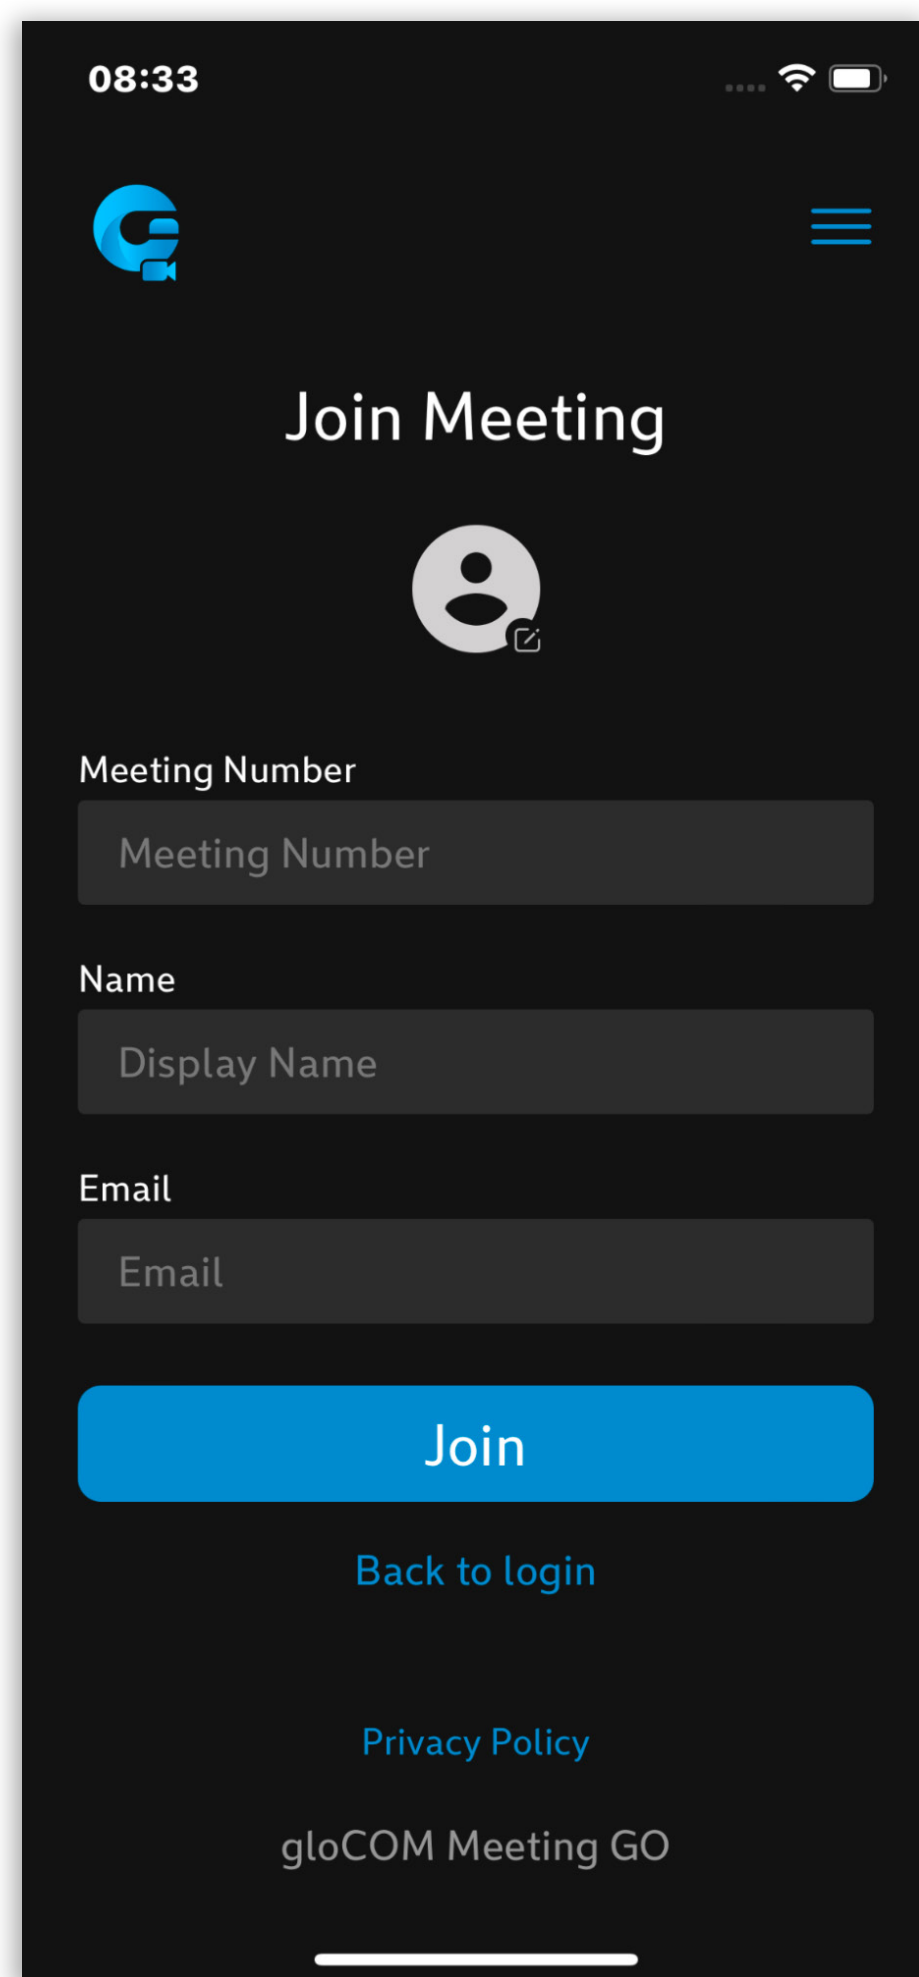 08:33
Join Meeting
Meeting Number
Meeting Number
Name
Display Name
Email
Email
Join
Back to login
Privacy Policy
gloCOM Meeting GO